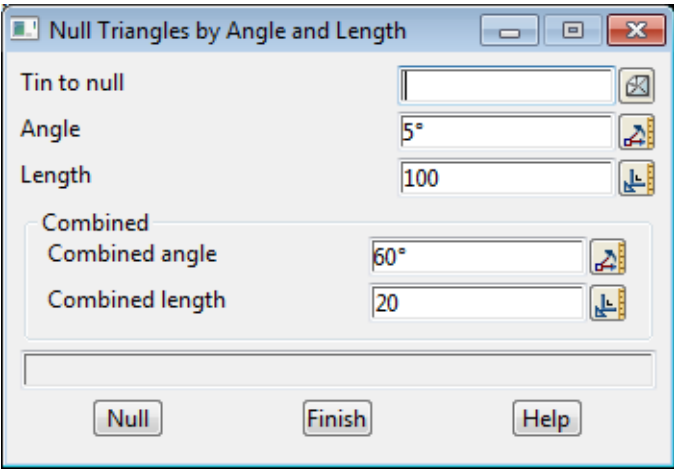 Null Triangles by Angle and Length
Tin to null
Angle 5°
Length 100
Combined
Combined angle 60°
Combined length 20
Null Finish Help